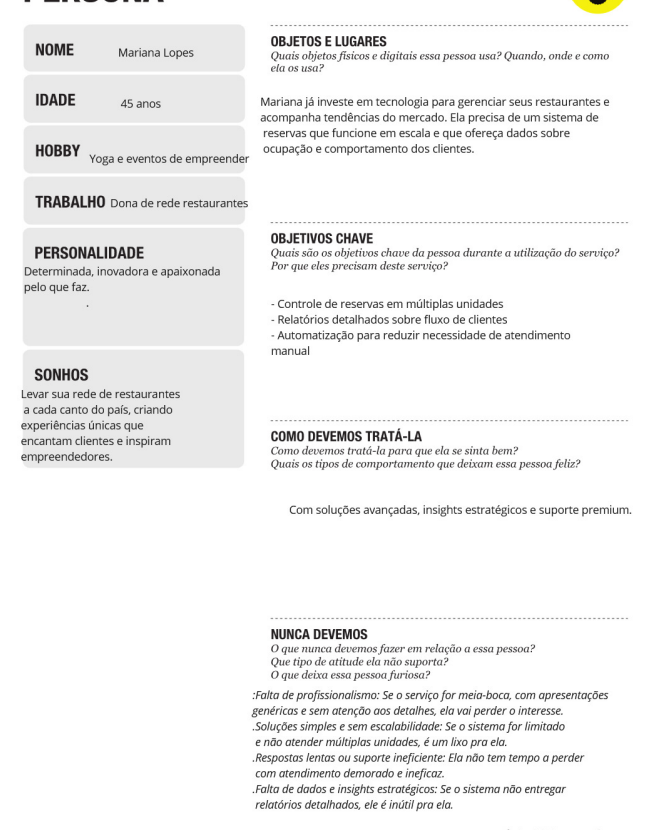 PERSONA
NOME Mariana Lopes
IDADE 45 anos
HOBBY Yoga e eventos de empreender
TRABALHO Dona de rede restaurantes
PERSONALIDADE
Determinada, inovadora e apaixonada
pelo que faz.
.
SONHOS
Levar sua rede de restaurantes
a cada canto do país, criando
experiências únicas que
encantam clientes e inspiram
empreendedores.
OBJETOS E LUGARES
Quais objetos físicos e digitais essa pessoa usa? Quando, onde e como
ela os usa?
Mariana já investe em tecnologia para gerenciar seus restaurantes e
acompanha tendências do mercado. Ela precisa de um sistema de
reservas que funcione em escala e que ofereça dados sobre
ocupação e comportamento dos clientes.
OBJETIVOS CHAVE
Quais são os objetivos chave da pessoa durante a utilização do serviço?
Por que eles precisam deste serviço?
- Controle de reservas em múltiplas unidades
- Relatórios detalhados sobre fluxo de clientes
- Automatização para reduzir necessidade de atendimento
manual
COMO DEVEMOS TRATÁ-LA
Como devemos tratá-la para que ela se sinta bem?
Quais os tipos de comportamento que deixam essa pessoa feliz?
Com soluções avançadas, insights estratégicos e suporte premium.
NUNCA DEVEMOS
O que nunca devemos fazer em relação a essa pessoa?
Que tipo de atitude ela não suporta?
O que deixa essa pessoa furiosa?
:Falta de profissionalismo: Se o serviço for meia-boca, com apresentações
genéricas e sem atenção aos detalhes, ela vai perder o interesse.
.Soluções simples e sem escalabilidade: Se o sistema for limitado
e não atender múltiplas unidades, é um lixo pra ela.
.Respostas lentas ou suporte ineficiente: Ela não tem tempo a perder
com atendimento demorado e ineficaz.
.Falta de dados e insights estratégicos: Se o sistema não entregar
relatórios detalhados, ele é inútil pra ela.